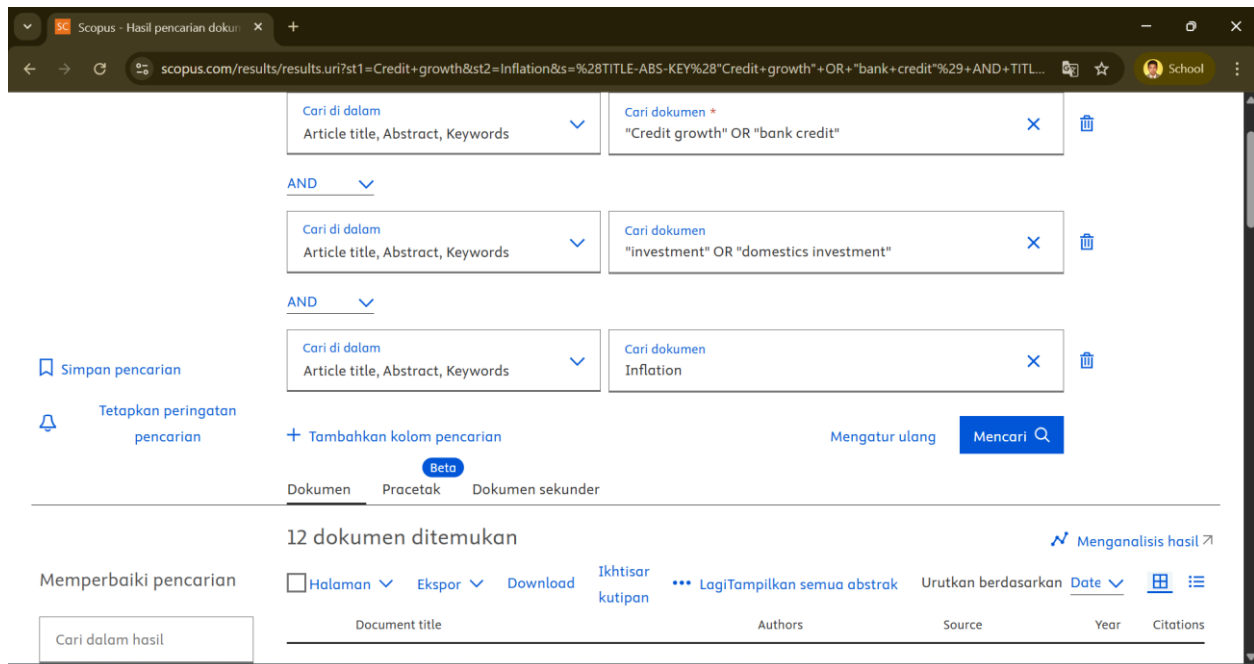 SC Scopus - Hasil pencarian dokun
scopus.com/results/results.uri?st1=Credit+growth&st2=Inflation&s=%28TITLE-ABS-KEY%28"Credit+growth"+OR+"bank+credit"%29+AND+TITL... School
Cari di dalam
Article title, Abstract, Keywords
Cari dokumen *
"Credit growth" OR "bank credit"
AND
Cari di dalam
Article title, Abstract, Keywords
Cari dokumen
"investment" OR "domestics investment"
AND
Cari di dalam
Article title, Abstract, Keywords
Cari dokumen
Inflation
Simpan pencarian
Tetapkan peringatan
pencarian
+ Tambahkan kolom pencarian
Mengatur ulang
Mencari
Beta
Dokumen Pracetak Dokumen sekunder
12 dokumen ditemukan
Menganalisis hasil
Memperbaiki pencarian
Cari dalam hasil
Halaman Ekspor Download Ikhtisar
kutipan
••• LagiTampilkan semua abstrak Urutkan berdasarkan Date
Document title Authors Source Year Citations